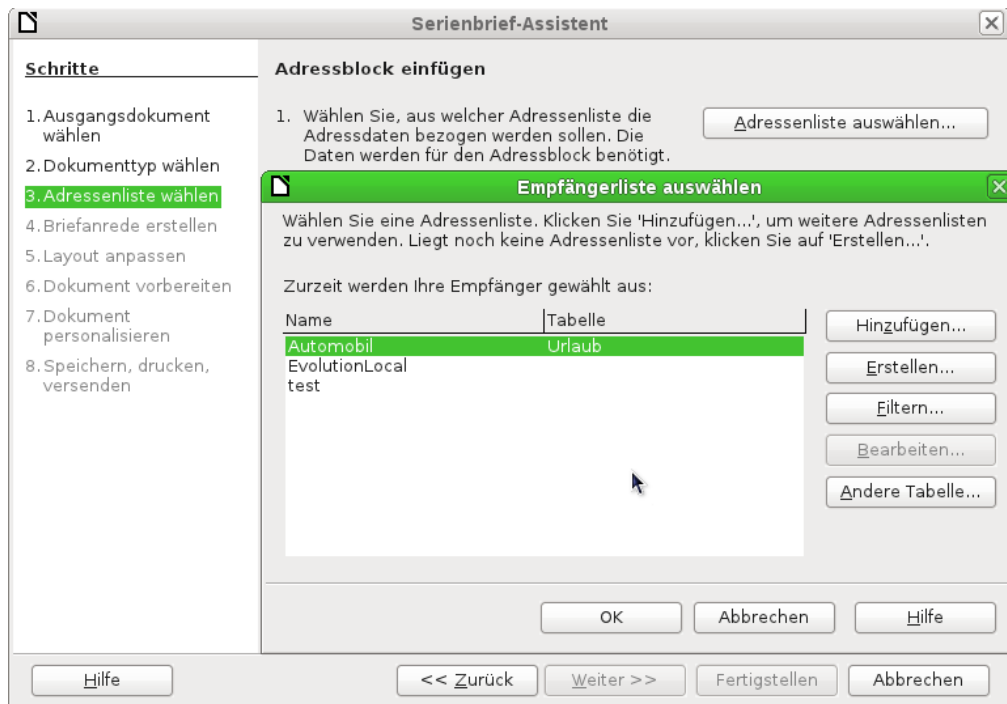 Serienbrief-Assistent
Schritte
1. Ausgangsdokument
wählen
2. Dokumenttyp wählen
3. Adressenliste wählen
4. Briefanrede erstellen
5. Layout anpassen
6. Dokument vorbereiten
7. Dokument
personalisieren
8. Speichern, drucken,
versenden
Adressblock einfügen
1. Wählen Sie, aus welcher Adressenliste die
Adressdaten bezogen werden sollen. Die
Daten werden für den Adressblock benötigt.
Adressenliste auswählen...
Empfängerliste auswählen
Wählen Sie eine Adressenliste. Klicken Sie 'Hinzufügen...', um weitere Adressenlisten
zu verwenden. Liegt noch keine Adressenliste vor, klicken Sie auf 'Erstellen...'.
Zurzeit werden Ihre Empfänger gewählt aus:
Name Tabelle
Automobil Urlaub
EvolutionLocal
test
Hinzufügen...
Erstellen...
Filtern...
Bearbeiten...
Andere Tabelle...
OK Abbrechen Hilfe
Hilfe << Zurück Weiter >> Fertigstellen Abbrechen